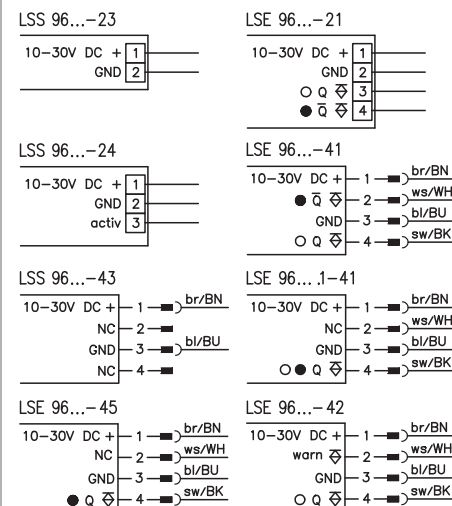 LSS 96...-23
10-30V DC + 1
GND 2
LSE 96...-21
10-30V DC + 1
GND 2
○ Q 3
● Q̅ 4
LSS 96...-24
10-30V DC + 1
GND 2
activ 3
LSE 96...-41
10-30V DC + 1 br/BN
● Q̅ 2 ws/WH
GND 3 bl/BU
○ Q 4 sw/BK
LSS 96...-43
10-30V DC + 1 br/BN
NC 2
GND 3 bl/BU
NC 4
LSE 96... .1-41
10-30V DC + 1 br/BN
NC 2 ws/WH
GND 3 bl/BU
○ ● Q 4 sw/BK
LSE 96...-45
10-30V DC + 1 br/BN
NC 2 ws/WH
GND 3 bl/BU
● Q 4 sw/BK
LSE 96...-42
10-30V DC + 1 br/BN
warn 2 ws/WH
GND 3 bl/BU
○ Q 4 sw/BK